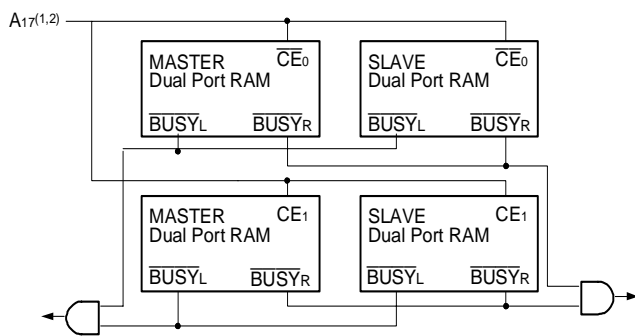 A17(1,2)
MASTER
Dual Port RAM
CE0
BUSYL
BUSYR
SLAVE
Dual Port RAM
CE0
BUSYL
BUSYR
MASTER
Dual Port RAM
CE1
BUSYL
BUSYR
SLAVE
Dual Port RAM
CE1
BUSYL
BUSYR